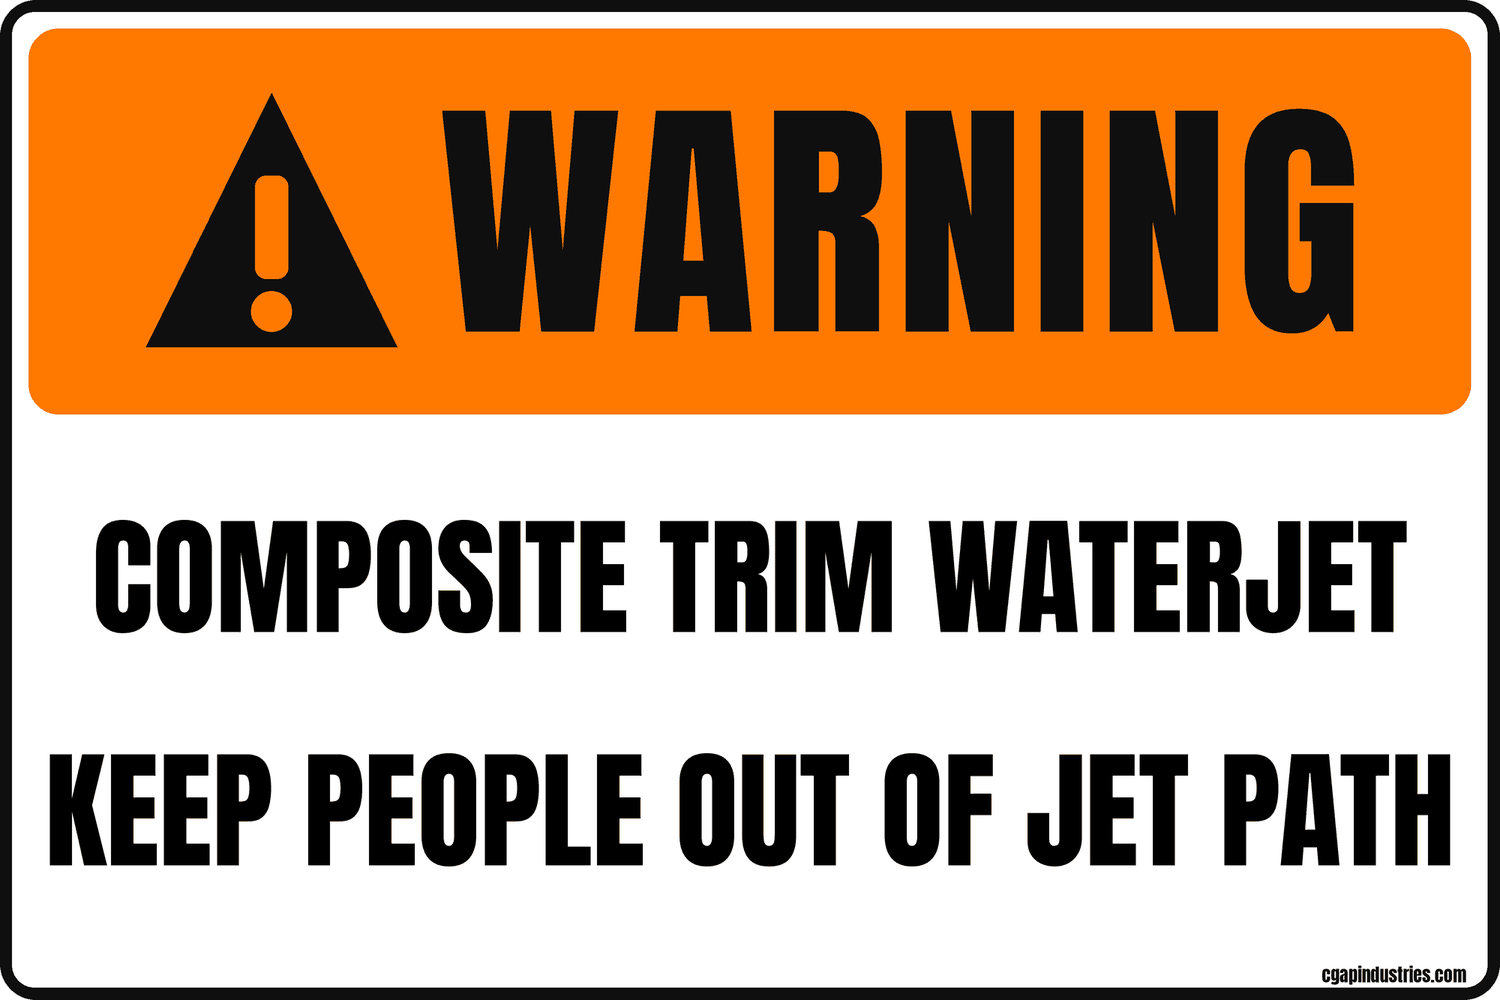 WARNING
COMPOSITE TRIM WATERJET
KEEP PEOPLE OUT OF JET PATH
cgapindustries.com